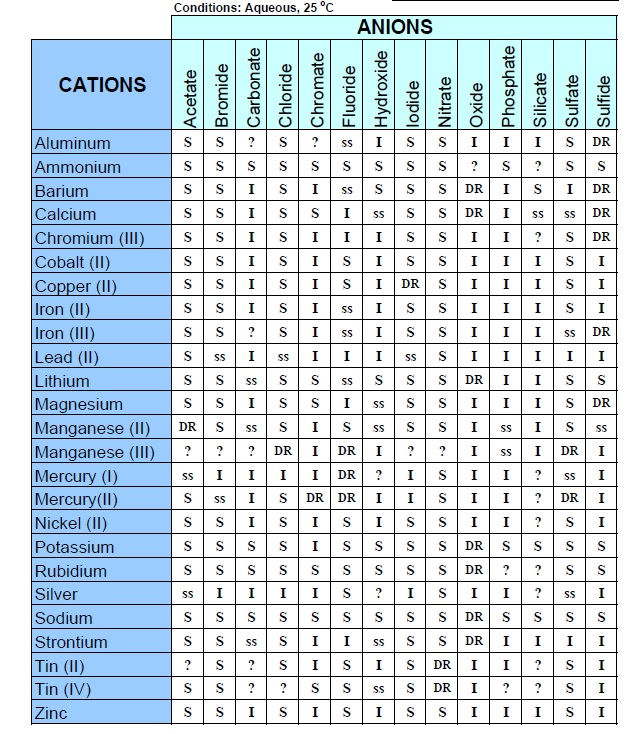 Conditions: Aqueous, 25 °C
ANIONS
CATIONS Acetate Bromide Carbonate Chloride Chromate Fluoride Hydroxide Iodide Nitrate Oxide Phosphate Silicate Sulfate Sulfide
Aluminum S S ? S ? ss I S S I I I S DR
Ammonium S S S S S S S S S ? S ? S S
Barium S S I S I ss S S S DR I S I DR
Calcium S S I S S I ss S S DR I ss ss DR
Chromium (III) S S I S I I I S S I I ? S DR
Cobalt (II) S S I S I S I S S I I I S I
Copper (II) S S I S I S I DR S I I I S I
Iron (II) S S I S I ss I S S I I I S I
Iron (III) S S ? S I ss I S S I I I ss DR
Lead (II) S ss I ss I I I ss S I I I I I
Lithium S S ss S S ss S S S DR I I S S
Magnesium S S I S S I ss S S I I I S DR
Manganese (II) DR S ss S I S ss S S I ss I S ss
Manganese (III) ? ? ? DR I DR I ? ? I ss I DR I
Mercury (I) ss I I I I DR ? I S I I ? ss I
Mercury(II) S ss I S DR DR I I S I I ? DR I
Nickel (II) S S I S I S I S S I I ? S I
Potassium S S S S I S S S S DR S S S S
Rubidium S S S S S S S S S DR ? ? S S
Silver ss I I I I S ? I S I I ? ss I
Sodium S S S S S S S S S DR S S S S
Strontium S S ss S I I ss S S DR I I I I
Tin (II) ? S ? S I S I S DR I I ? S I
Tin (IV) S S ? ? S S ss S DR I ? ? S I
Zinc S S I S I S I S S I I I S I